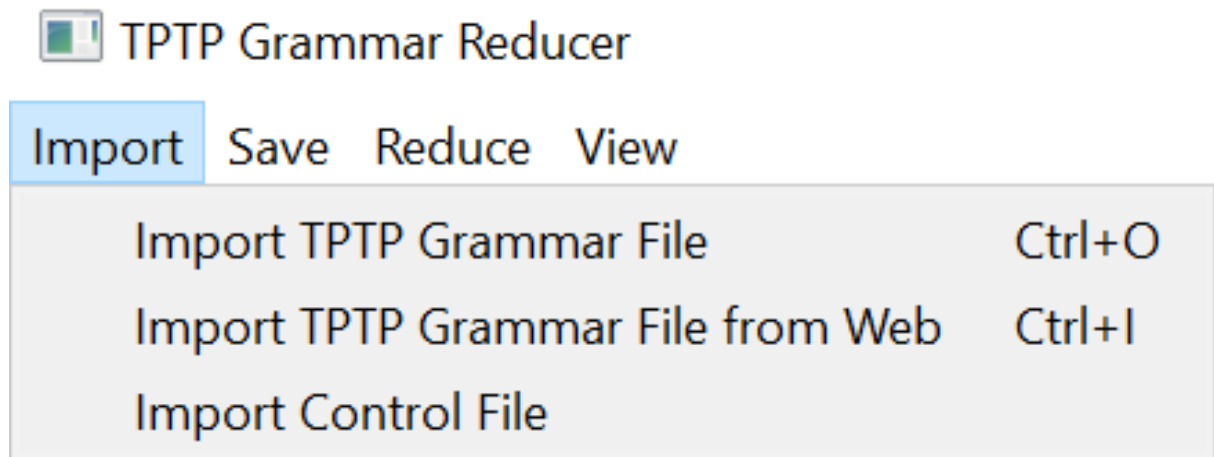 TPTP Grammar Reducer
Import Save Reduce View
Import TPTP Grammar File Ctrl+O
Import TPTP Grammar File from Web Ctrl+I
Import Control File